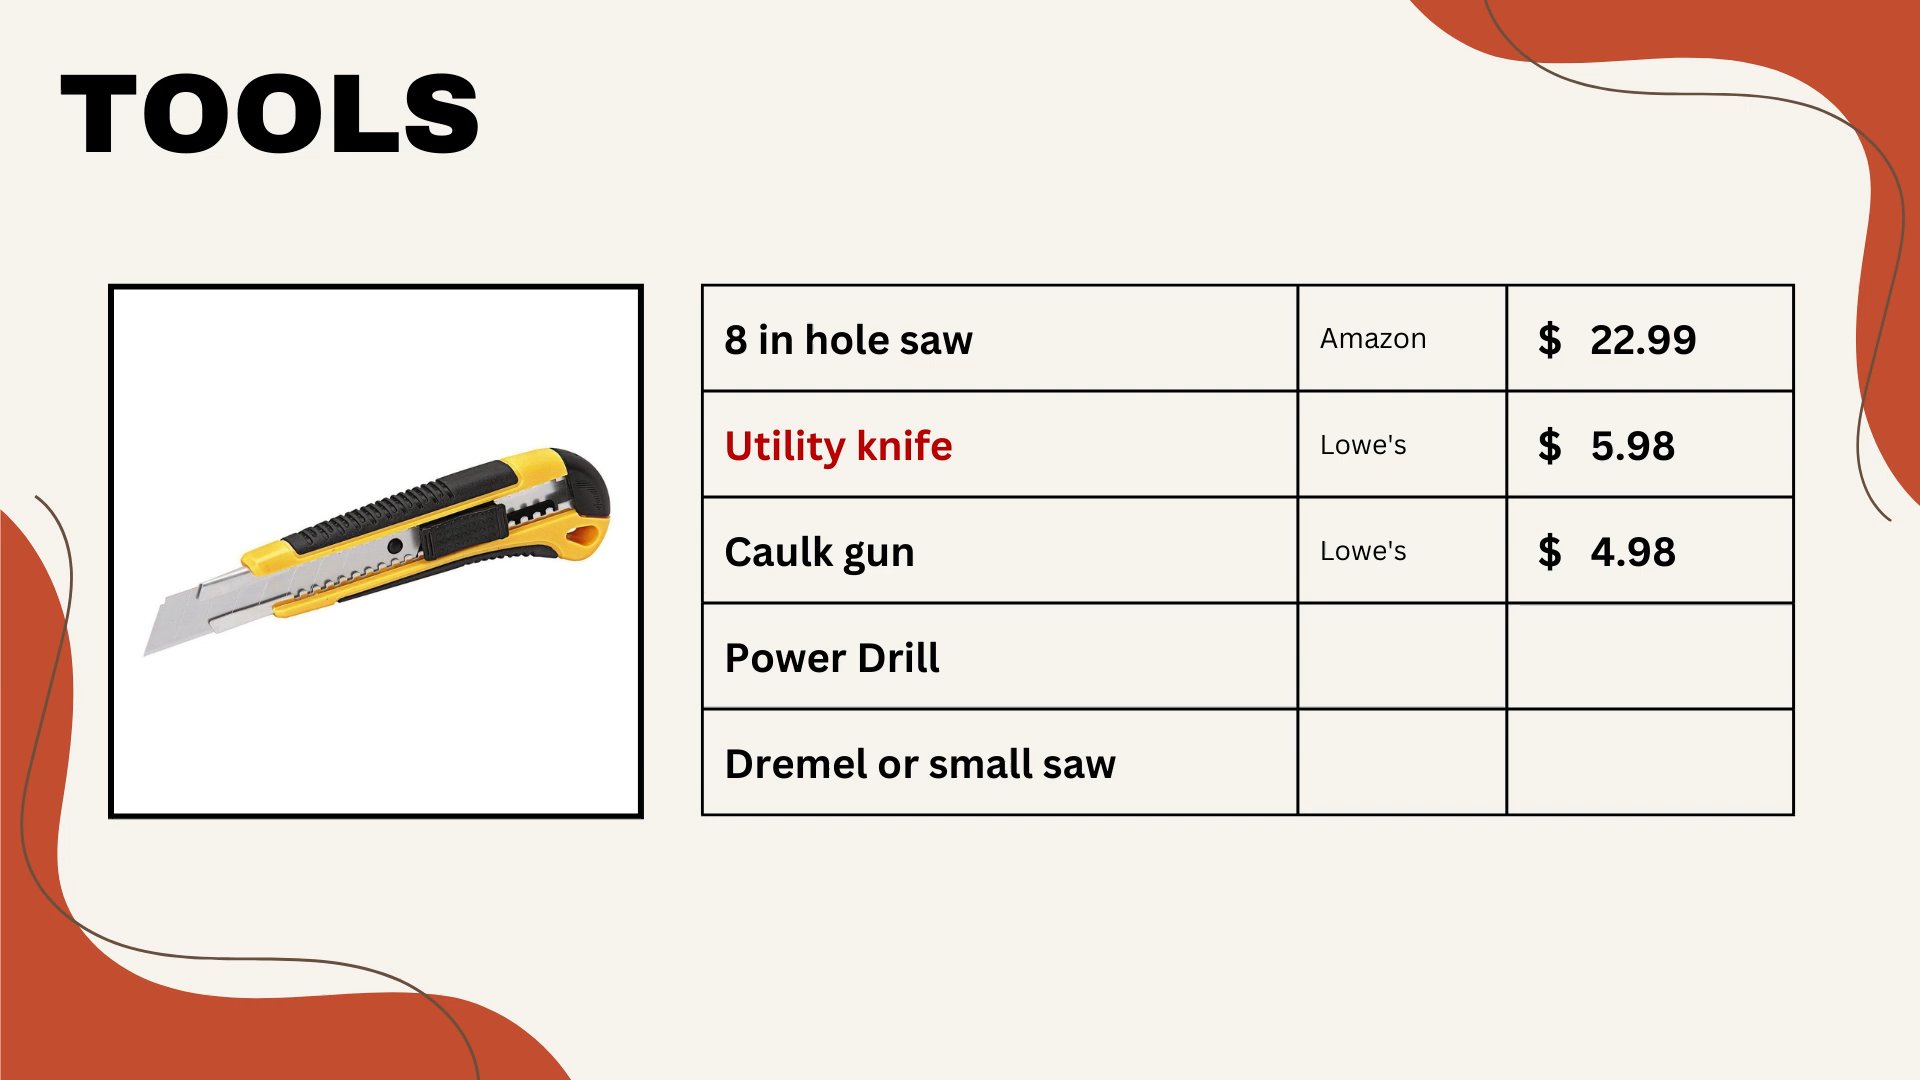 TOOLS
8 in hole saw Amazon $ 22.99
Utility knife Lowe's $ 5.98
Caulk gun Lowe's $ 4.98
Power Drill
Dremel or small saw